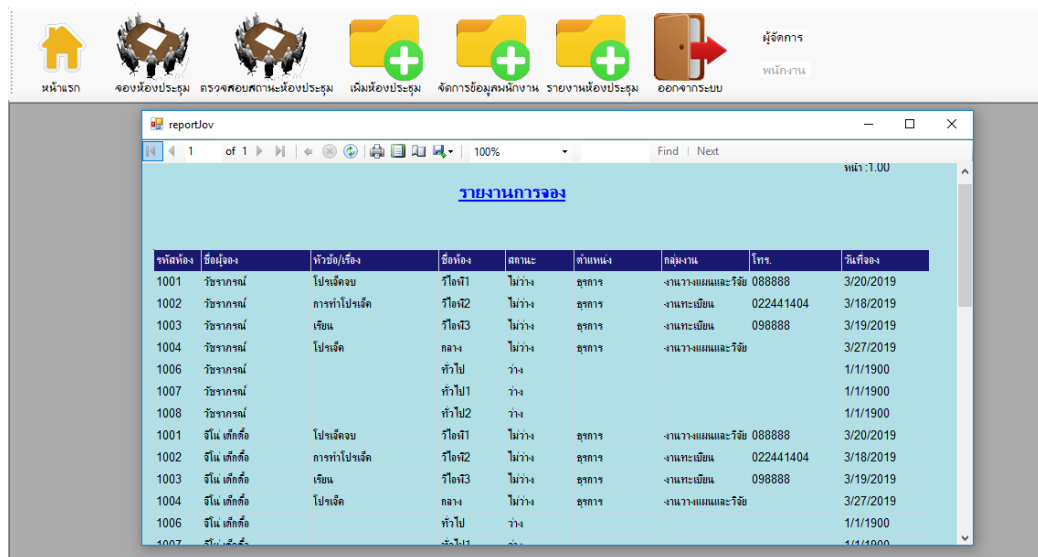 ผู้จัดการ
พนักงาน
หน้าแรก จองห้องประชุม ตรวจสอบสถานะห้องประชุม เพิ่มห้องประชุม จัดการข้อมูลพนักงาน รายงานห้องประชุม ออกจากระบบ
reportJov
1 of 1 100% Find | Next
หน้า :1.00
รายงานการจอง
รหัสห้อง ชื่อผู้จอง หัวข้อ/เรื่อง ชื่อห้อง สถานะ ตำแหน่ง กลุ่มงาน โทร. วันที่จอง
1001 วัชราภรณ์ โปรเจ็คจบ วีไอพี1 ไม่ว่าง ธุรการ งานวางแผนและวิจัย 088888 3/20/2019
1002 วัชราภรณ์ การทำโปรเจ็ค วีไอพี2 ไม่ว่าง ธุรการ งานทะเบียน 022441404 3/18/2019
1003 วัชราภรณ์ เรียน วีไอพี3 ไม่ว่าง ธุรการ งานทะเบียน 098888 3/19/2019
1004 วัชราภรณ์ โปรเจ็ค กลาง ไม่ว่าง ธุรการ งานวางแผนและวิจัย 3/27/2019
1006 วัชราภรณ์ ทั่วไป ว่าง 1/1/1900
1007 วัชราภรณ์ ทั่วไป1 ว่าง 1/1/1900
1008 วัชราภรณ์ ทั่วไป2 ว่าง 1/1/1900
1001 จีโน่ เด็กดื้อ โปรเจ็คจบ วีไอพี1 ไม่ว่าง ธุรการ งานวางแผนและวิจัย 088888 3/20/2019
1002 จีโน่ เด็กดื้อ การทำโปรเจ็ค วีไอพี2 ไม่ว่าง ธุรการ งานทะเบียน 022441404 3/18/2019
1003 จีโน่ เด็กดื้อ เรียน วีไอพี3 ไม่ว่าง ธุรการ งานทะเบียน 098888 3/19/2019
1004 จีโน่ เด็กดื้อ โปรเจ็ค กลาง ไม่ว่าง ธุรการ งานวางแผนและวิจัย 3/27/2019
1006 จีโน่ เด็กดื้อ ทั่วไป ว่าง 1/1/1900
1007 จีโน่ เด็กดื้อ ทั่วไป1 ว่าง 1/1/1900